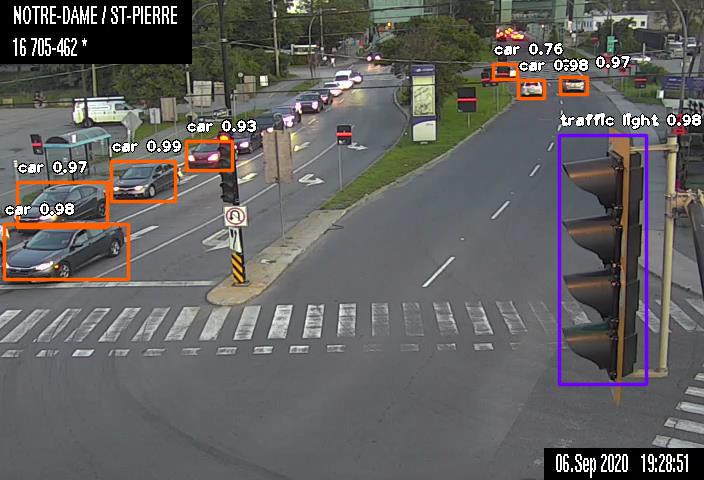 NOTRE-DAME / ST-PIERRE
16 705-462 *
car 0.76
car 0.98
0.97
traffic light 0.98
car 0.93
car 0.99
car 0.97
car 0.98
06.Sep 2020 19:28:51